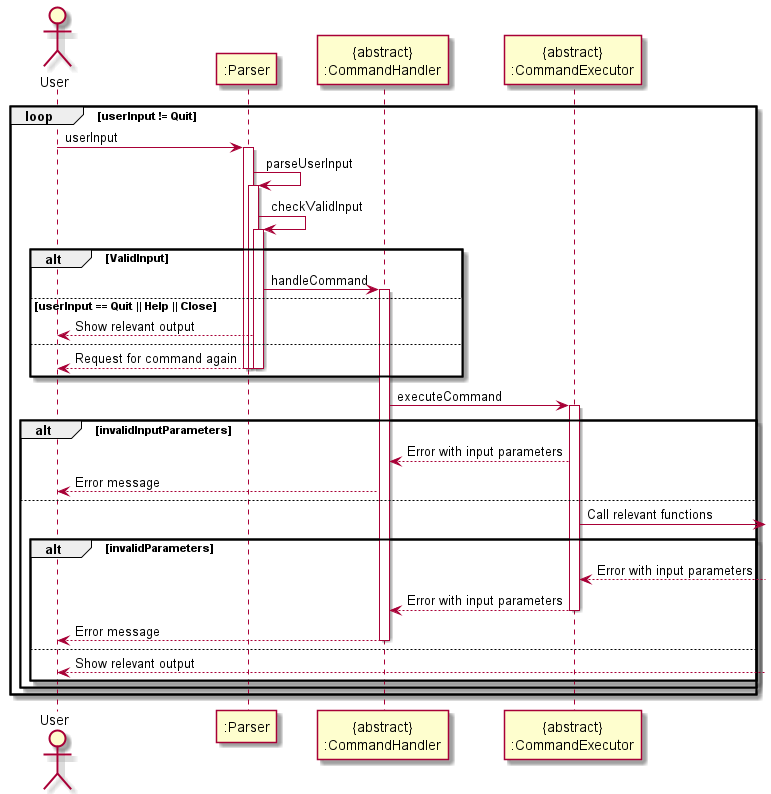 User
:Parser
{abstract}
:CommandHandler
{abstract}
:CommandExecutor
loop [userInput != Quit]
userInput
parseUserInput
checkValidInput
alt [ValidInput]
handleCommand
[userInput == Quit || Help || Close]
Show relevant output
Request for command again
executeCommand
alt [invalidInputParameters]
Error with input parameters
Error message
Call relevant functions
alt [invalidParameters]
Error with input parameters
Error with input parameters
Error message
Show relevant output
User
:Parser
{abstract}
:CommandHandler
{abstract}
:CommandExecutor